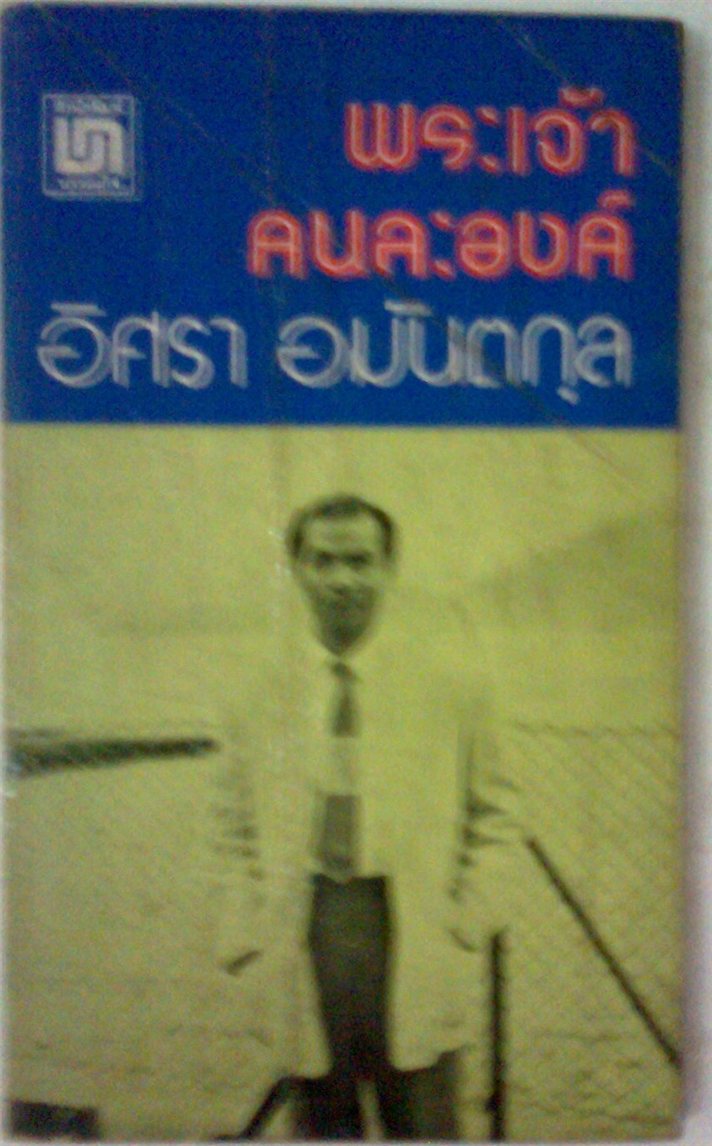 พระเจ้า
คนละองค์
อิศรา อมันตกุล